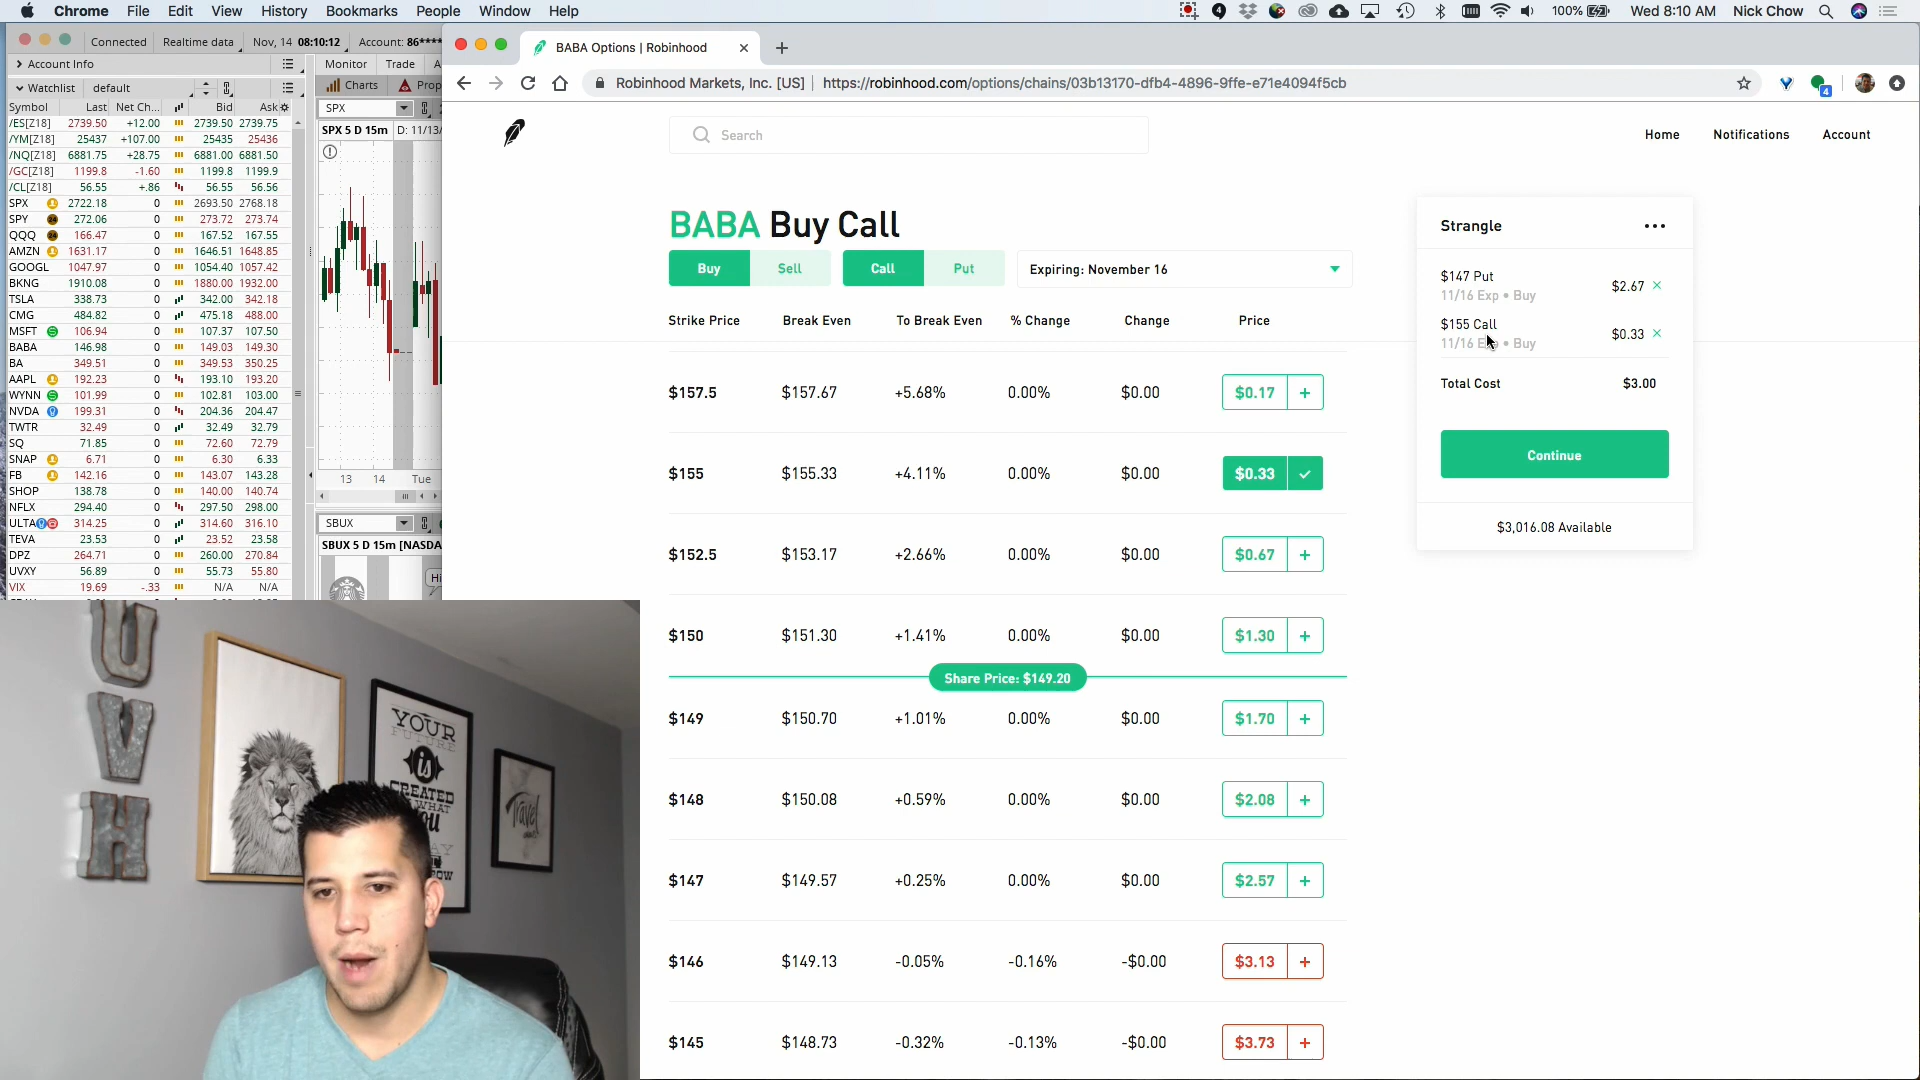 Chrome File Edit View History Bookmarks People Window Help
4
100%
Wed 8:10 AM Nick Chow
Connected Realtime data Nov, 14 08:10:12 Account: 86****
Account Info
Watchlist default
Symbol Last Net Ch... Bid Ask
/ES[Z18] 2739.50 +12.00 2739.50 2739.75
/YM[Z18] 25437 +107.00 25435 25436
/NQ[Z18] 6881.75 +28.75 6881.00 6881.50
/GC[Z18] 1199.8 -1.60 1199.8 1199.9
/CL[Z18] 56.55 +.86 56.55 56.56
SPX 2722.18 0 2693.50 2768.18
SPY 272.06 0 273.72 273.74
QQQ 166.47 0 167.52 167.55
AMZN 1631.17 0 1646.51 1648.85
GOOGL 1047.97 0 1054.40 1057.42
BKNG 1910.08 0 1880.00 1932.00
TSLA 338.73 0 342.00 342.18
CMG 484.82 0 475.18 488.00
MSFT 106.94 0 107.37 107.50
BABA 146.98 0 149.03 149.30
BA 349.51 0 349.53 350.25
AAPL 192.23 0 193.10 193.20
WYNN 101.99 0 102.81 103.00
NVDA 199.31 0 204.36 204.47
TWTR 32.49 0 32.49 32.79
SQ 71.85 0 72.60 72.79
SNAP 6.71 0 6.30 6.33
FB 142.16 0 143.07 143.28
SHOP 138.78 0 140.00 140.74
NFLX 294.40 0 297.50 298.00
ULTA 314.25 0 314.60 316.10
TEVA 23.53 0 23.52 23.58
DPZ 264.71 0 260.00 270.84
UVXY 56.89 0 55.73 55.80
VIX 19.69 -.33 N/A N/A
Monitor Trade A
Charts Prop
SPX
SPX 5 D 15m D: 11/13/
13 14 Tue
SBUX
SBUX 5 D 15m [NASDA
Hi
BABA Options | Robinhood
Robinhood Markets, Inc. [US] | https://robinhood.com/options/chains/03b13170-dfb4-4896-9ffe-e71e4094f5cb
4
Search
Home Notifications Account
BABA Buy Call
Buy Sell Call Put Expiring: November 16
Strike Price Break Even To Break Even % Change Change Price
$157.5 $157.67 +5.68% 0.00% $0.00 $0.17 +
$155 $155.33 +4.11% 0.00% $0.00 $0.33
$152.5 $153.17 +2.66% 0.00% $0.00 $0.67 +
$150 $151.30 +1.41% 0.00% $0.00 $1.30 +
Share Price: $149.20
$149 $150.70 +1.01% 0.00% $0.00 $1.70 +
$148 $150.08 +0.59% 0.00% $0.00 $2.08 +
$147 $149.57 +0.25% 0.00% $0.00 $2.57 +
$146 $149.13 -0.05% -0.16% -$0.00 $3.13 +
$145 $148.73 -0.32% -0.13% -$0.00 $3.73 +
Strangle
$147 Put $2.67
11/16 Exp • Buy
$155 Call $0.33
11/16 Exp • Buy
Total Cost $3.00
Continue
$3,016.08 Available
U
V
H
YOUR
FUTURE
is
CREATED
WHAT
YOU
Travel